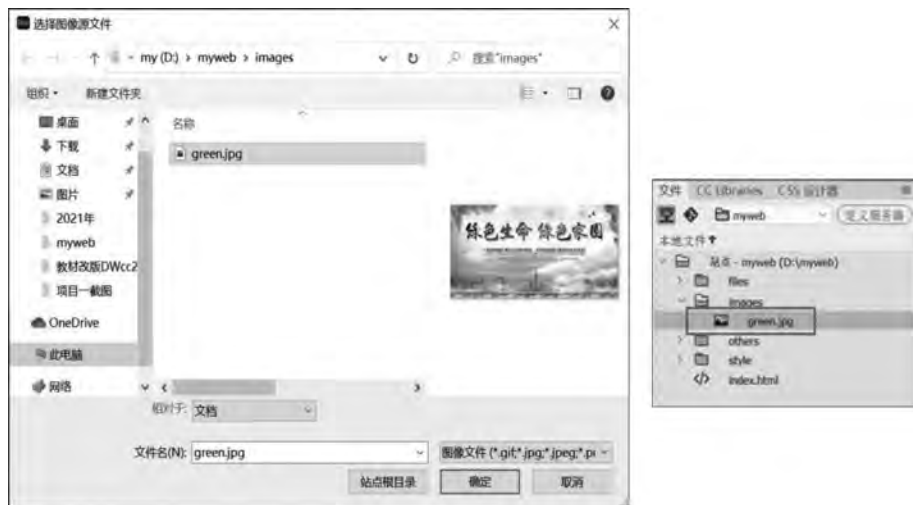 选择图像源文件
my (D:) › myweb › images
搜索"images"
组织
新建文件夹
桌面
下载
文档
图片
2021年
myweb
教材改版DWcc2
项目一截图
OneDrive
此电脑
网络
名称
green.jpg
绿色生命 绿色家园
相对于: 文档
文件名(N): green.jpg
图像文件 (*.gif;*.jpg;*.jpeg;*.pi
站点根目录
确定
取消
文件
CC Libraries
CSS 设计器
myweb
定义服务器
本地文件
站点 - myweb (D:\myweb)
files
images
green.jpg
others
style
index.html